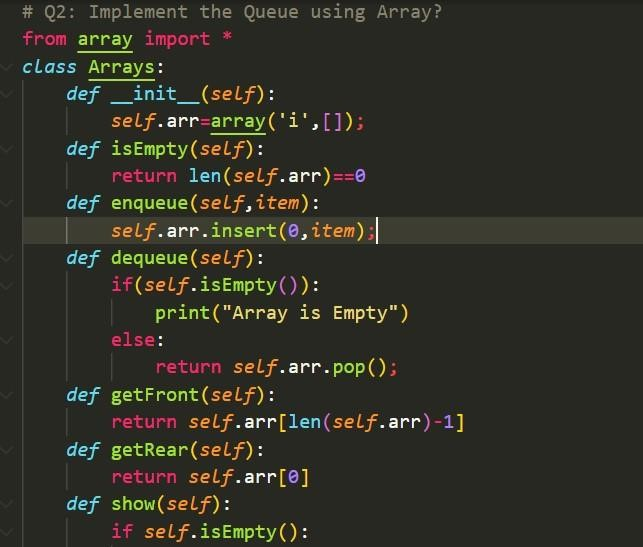 # Q2: Implement the Queue using Array?
from array import *
class Arrays:
    def __init__(self):
        self.arr=array('i',[]);
    def isEmpty(self):
        return len(self.arr)==0
    def enqueue(self,item):
        self.arr.insert(0,item);
    def dequeue(self):
        if(self.isEmpty()):
            print("Array is Empty")
        else:
            return self.arr.pop();
    def getFront(self):
        return self.arr[len(self.arr)-1]
    def getRear(self):
        return self.arr[0]
    def show(self):
        if self.isEmpty():